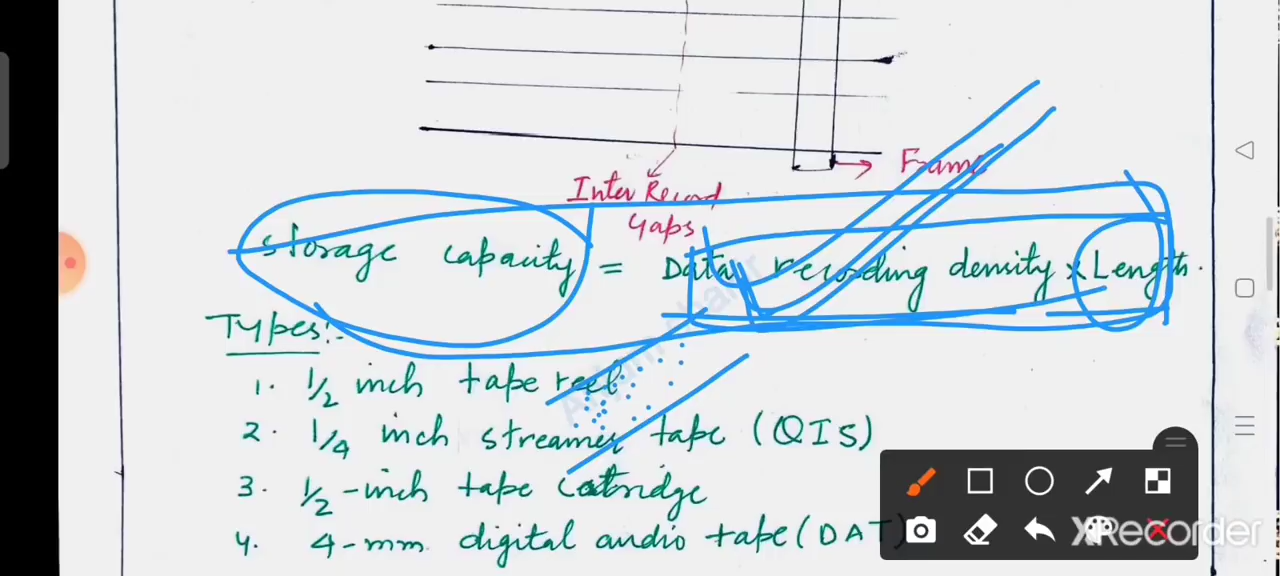 Frame
Inter Record
Gaps
Storage capacity = Data recording density x Length.
Types:-
1. 1/2 inch tape reel
2. 1/4 inch streamer tape (QIS)
3. 1/2-inch tape Catridge
4. 4-mm digital audio tape (DAT)
XRecorder